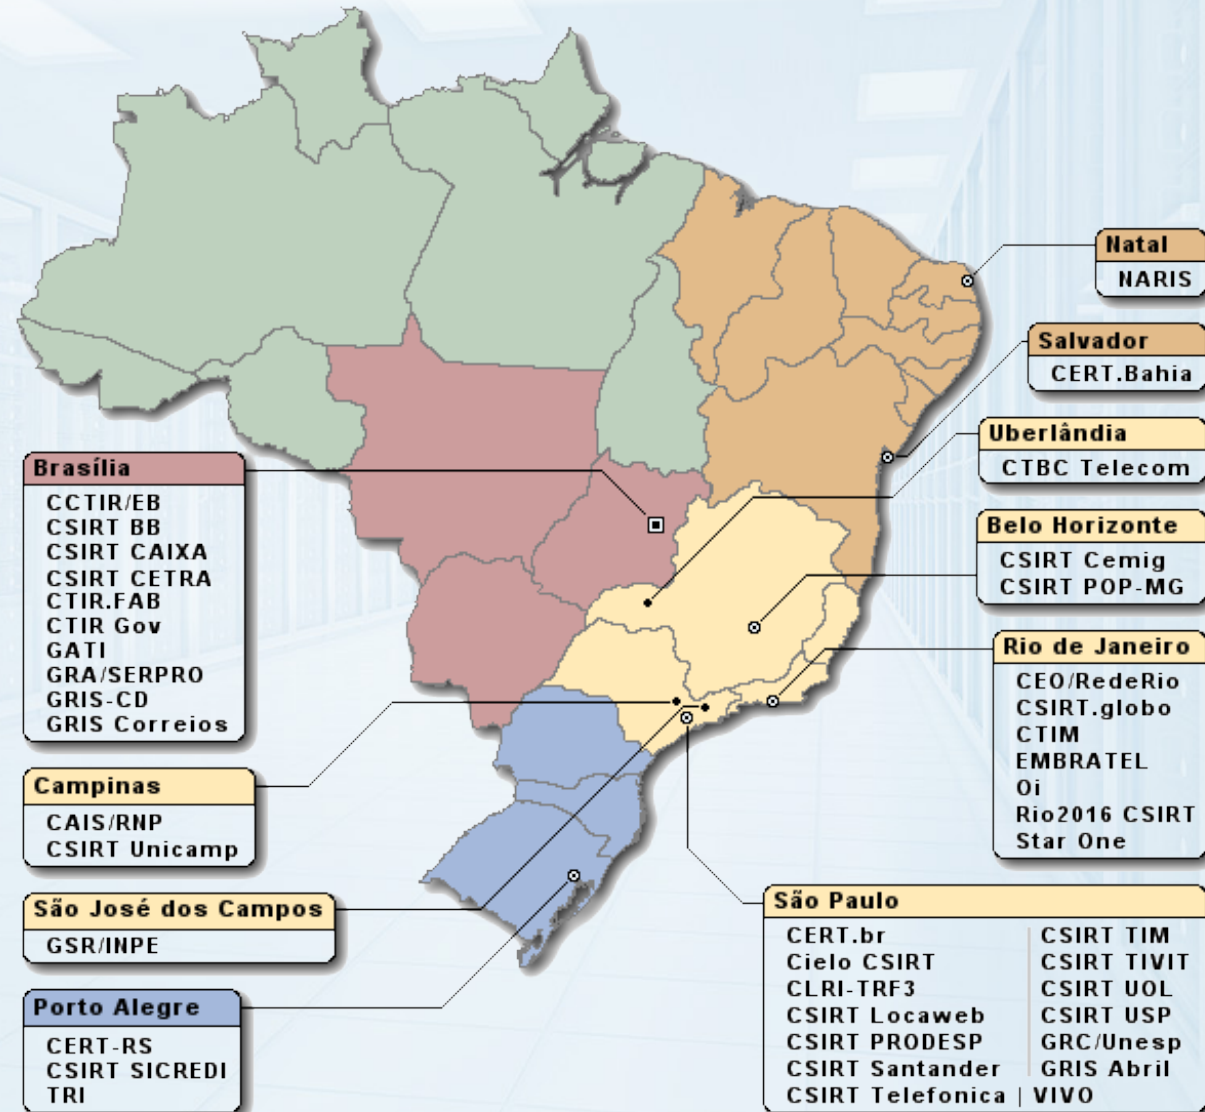 Natal
NARIS
Salvador
CERT.Bahia
Uberlândia
CTBC Telecom
Belo Horizonte
CSIRT Cemig
CSIRT POP-MG
Rio de Janeiro
CEO/RedeRio
CSIRT.globo
CTIM
EMBRATEL
Oi
Rio2016 CSIRT
Star One
São Paulo
CERT.br
Cielo CSIRT
CLRI-TRF3
CSIRT Locaweb
CSIRT PRODESP
CSIRT Santander
CSIRT Telefonica | VIVO
CSIRT TIM
CSIRT TIVIT
CSIRT UOL
CSIRT USP
GRC/Unesp
GRIS Abril
Brasília
CCTIR/EB
CSIRT BB
CSIRT CAIXA
CSIRT CETRA
CTIR.FAB
CTIR Gov
GATI
GRA/SERPRO
GRIS-CD
GRIS Correios
Campinas
CAIS/RNP
CSIRT Unicamp
São José dos Campos
GSR/INPE
Porto Alegre
CERT-RS
CSIRT SICREDI
TRI